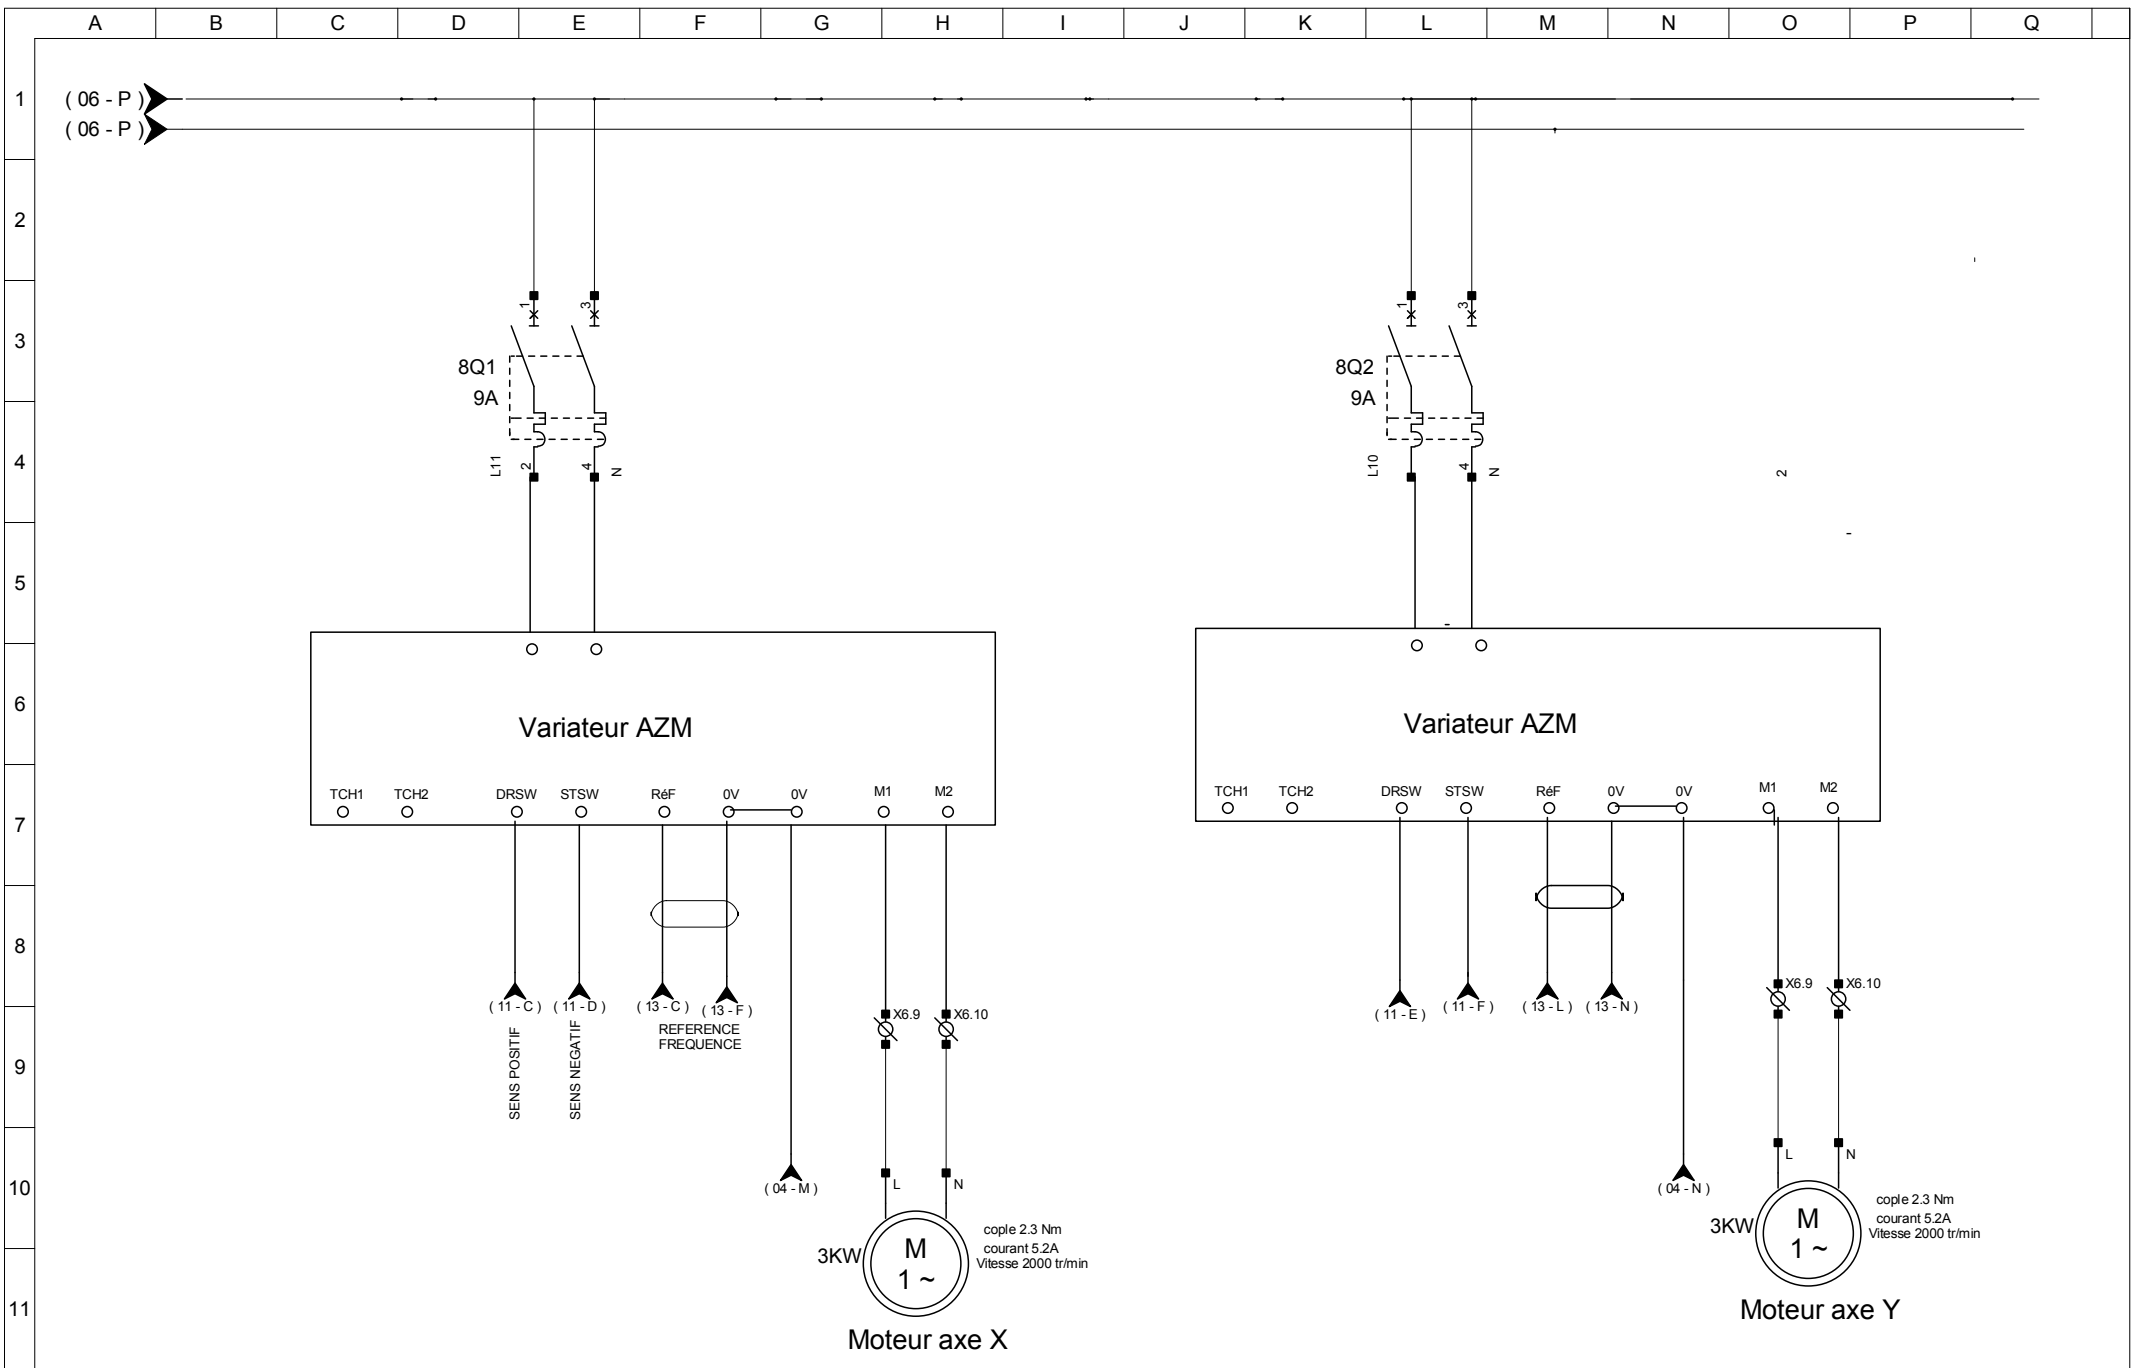 A B C D E F G H I J K L M N O P Q
1
( 06 - P )
( 06 - P )
2
1 3
1 3
3
8Q1
8Q2
9A
9A
4
L11 2 4 N
L10 4 N
2
5
6
Variateur AZM
Variateur AZM
7
TCH1 TCH2 DRSW STSW RéF 0V 0V M1 M2
TCH1 TCH2 DRSW STSW RéF 0V 0V M1 M2
8
X6.9 X6.10
( 11 - C ) ( 11 - D ) ( 13 - C ) ( 13 - F )
( 11 - E ) ( 11 - F ) ( 13 - L ) ( 13 - N )
X6.9 X6.10
REFERENCE
FREQUENCE
9
SENS POSITIF
SENS NEGATIF
L N
10
( 04 - M )
L N
( 04 - N )
cople 2.3 Nm
courant 5.2A
Vitesse 2000 tr/min
3KW
M
1 ~
cople 2.3 Nm
courant 5.2A
Vitesse 2000 tr/min
3KW
M
1 ~
11
Moteur axe Y
Moteur axe X